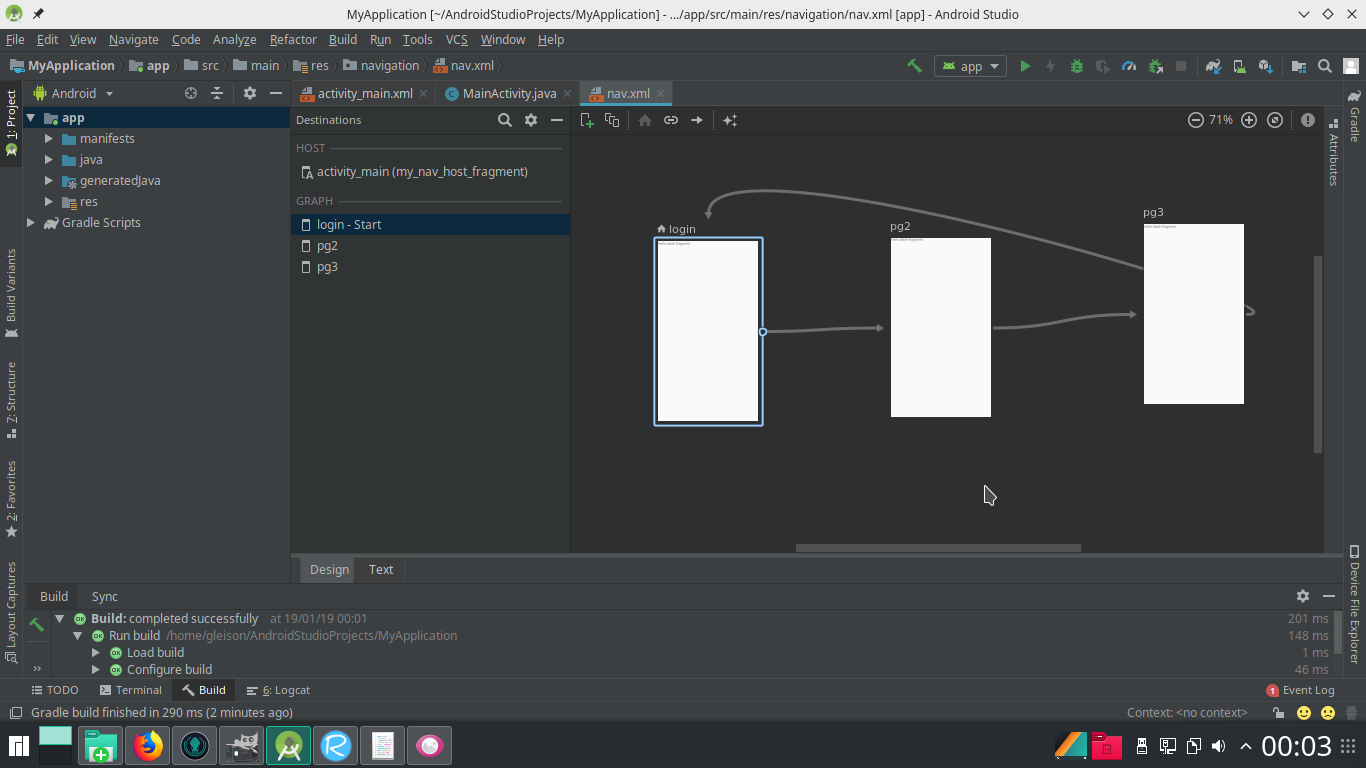 MyApplication [~/AndroidStudioProjects/MyApplication] - .../app/src/main/res/navigation/nav.xml [app] - Android Studio
File Edit View Navigate Code Analyze Refactor Build Run Tools VCS Window Help
MyApplication app src main res navigation nav.xml app
1: Project
Build Variants
7: Structure
2: Favorites
Layout Captures
Android
app
manifests
java
generatedJava
res
Gradle Scripts
activity_main.xml MainActivity.java nav.xml
Destinations
HOST
activity_main (my_nav_host_fragment)
GRAPH
login - Start
pg2
pg3
71%
login
Hello blank fragment
pg2
Hello blank fragment
pg3
Hello blank fragment
Attributes
Gradle
Device File Explorer
Design Text
Build Sync
Build: completed successfully at 19/01/19 00:01 201 ms
Run build /home/gleison/AndroidStudioProjects/MyApplication 148 ms
Load build 1 ms
Configure build 46 ms
TODO Terminal Build 6: Logcat 1 Event Log
Gradle build finished in 290 ms (2 minutes ago) Context: <no context>
00:03